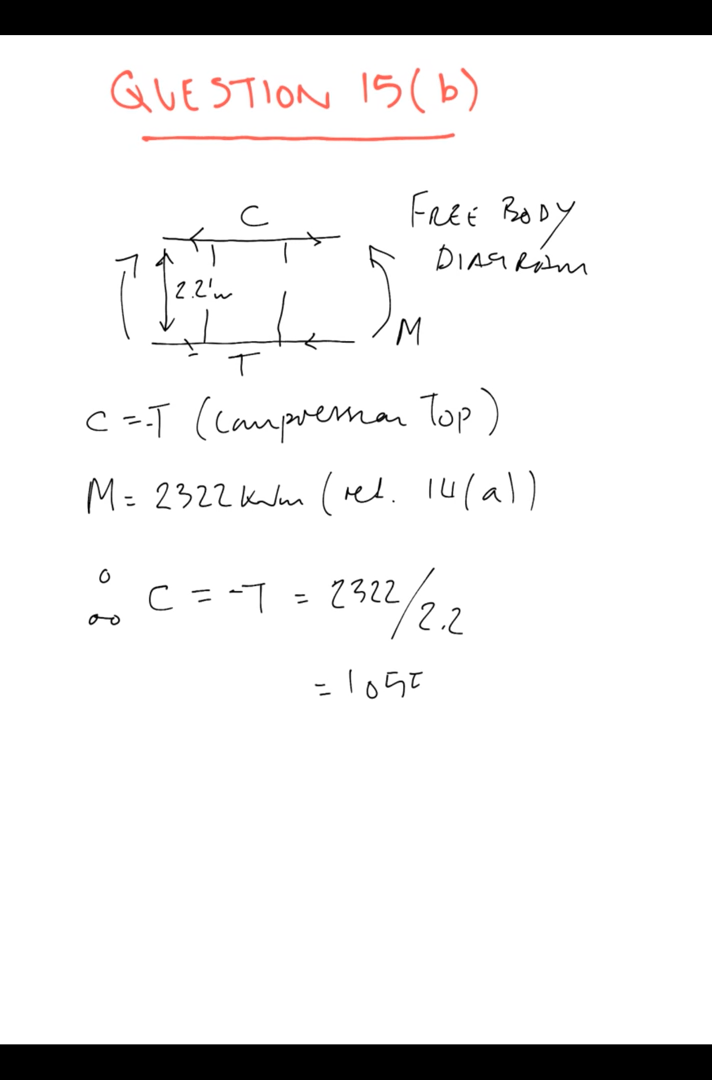 QUESTION 15(b)
C
FREE BODY
DIAGRAM
2.2m
M
T
C = -T (Compression Top)
M = 2322 kNm (ref. 14(a))
∴ C = -T = 2322/2.2
= 1055